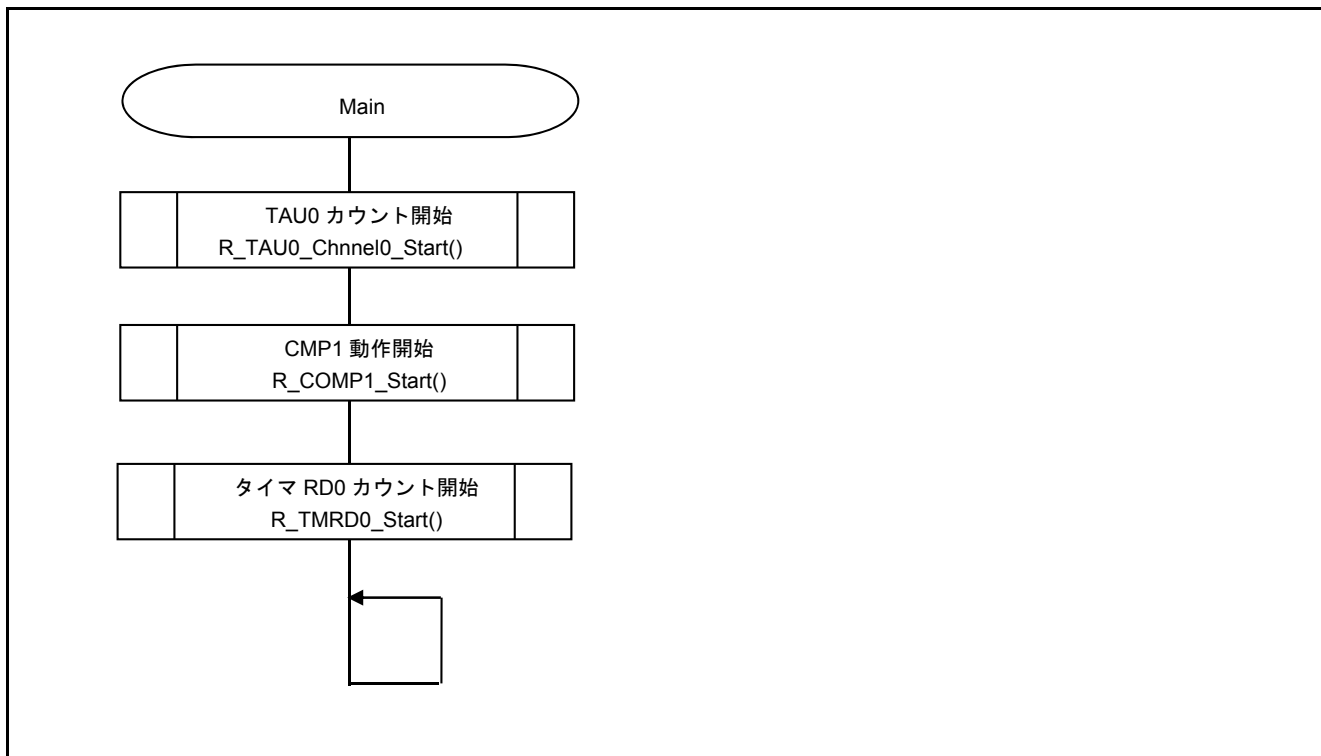 Main
TAU0 カウント開始
R_TAU0_Chnnel0_Start()
CMP1 動作開始
R_COMP1_Start()
タイマ RD0 カウント開始
R_TMRD0_Start()